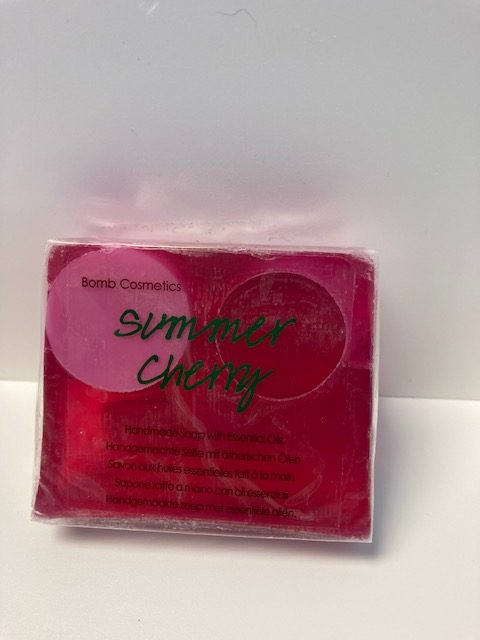 Bomb Cosmetics
summer
cherry
Handmade Soap with Essential Oils
Handgemachte Seife mit ätherischen Ölen
Savon aux huiles essentielles fait à la main
Sapone fatto a mano con oli essenziali
Handgemaakte zeep met essentiële oliën